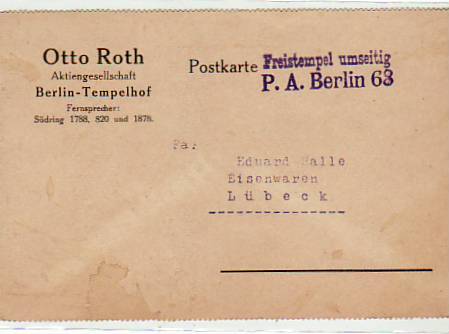 Otto Roth
Aktiengesellschaft
Berlin-Tempelhof
Fernsprecher:
Südring 1788, 820 und 1878.
Postkarte
Freistempel umseitig
P. A. Berlin 63
Fa:
Eduard Halle
Eisenwaren
Lübeck